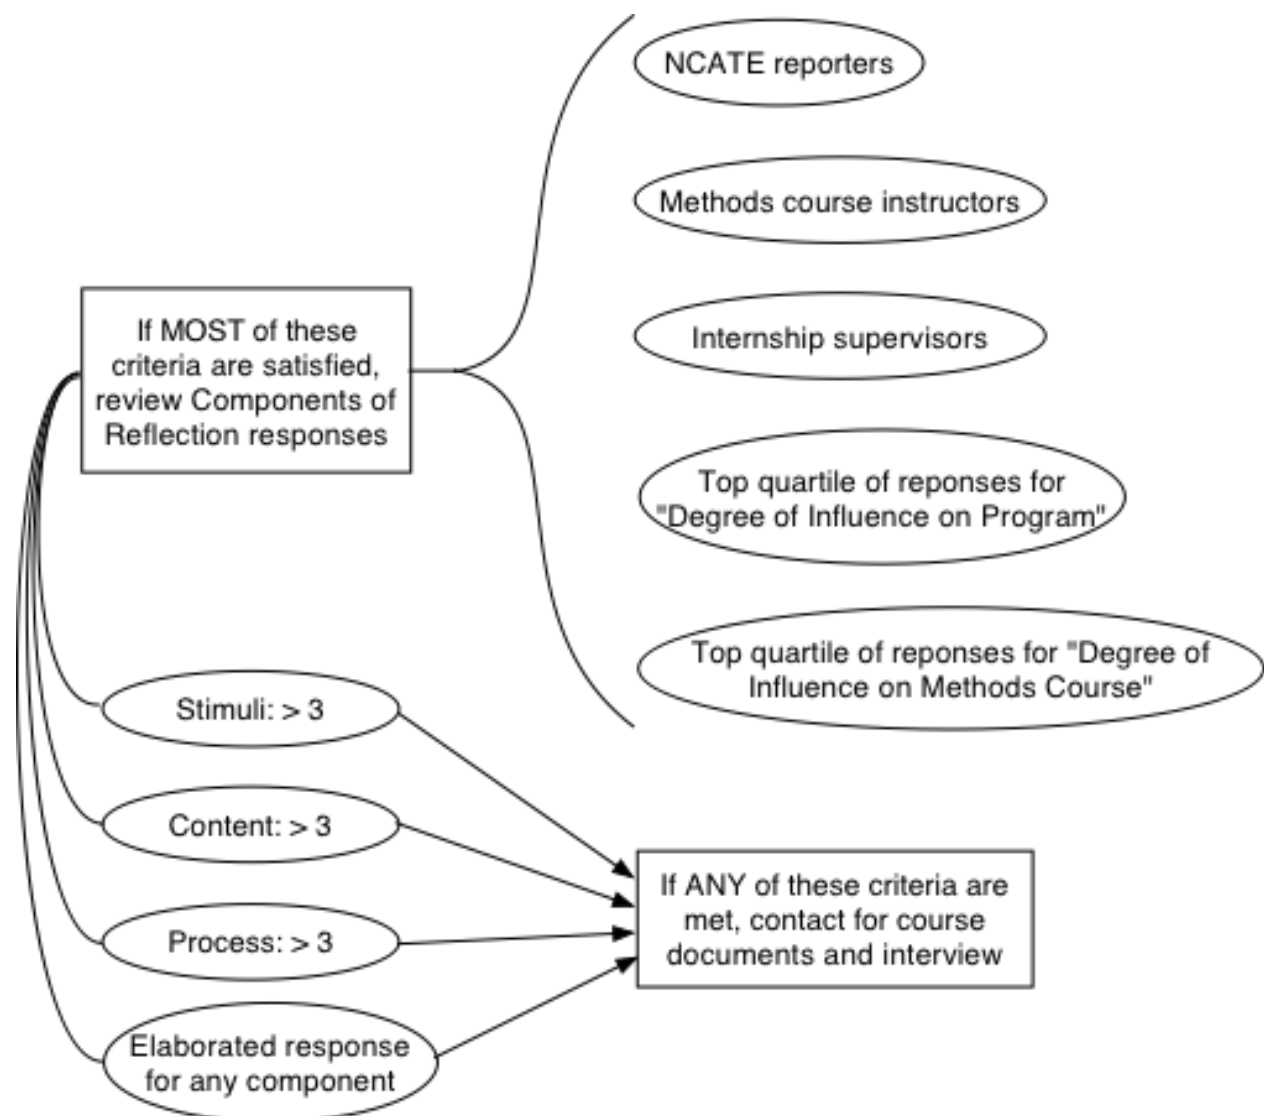 NCATE reporters
Methods course instructors
Internship supervisors
Top quartile of reponses for
"Degree of Influence on Program"
Top quartile of reponses for "Degree of
Influence on Methods Course"
If MOST of these
criteria are satisfied,
review Components of
Reflection responses
Stimuli: > 3
Content: > 3
Process: > 3
Elaborated response
for any component
If ANY of these criteria are
met, contact for course
documents and interview